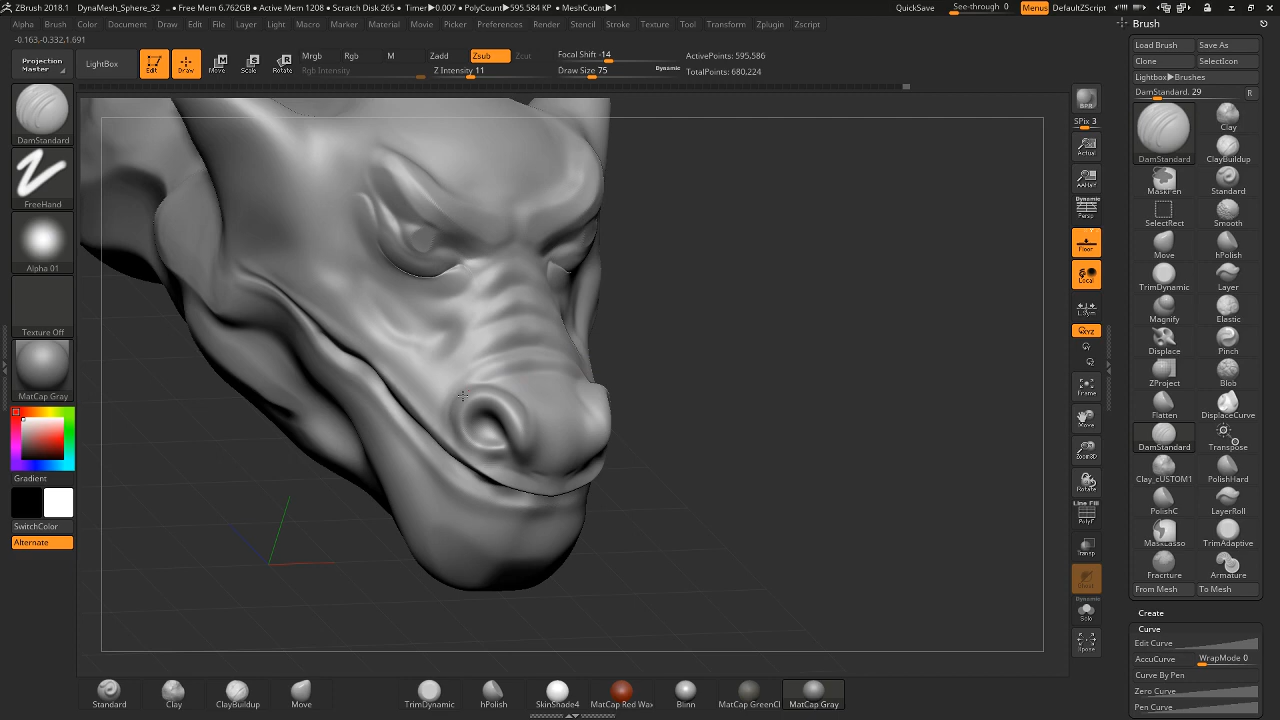 ZBrush 2018.1 DynaMesh_Sphere_32 .. • Free Mem 6.762GB • Active Mem 1208 • Scratch Disk 265 • Timer▶0.007 • PolyCount▶595.584 KP • MeshCount▶1
QuickSave See-through 0 Menus DefaultZScript
Alpha Brush Color Document Draw Edit File Layer Light Macro Marker Material Movie Picker Preferences Render Stencil Stroke Texture Tool Transform Zplugin Zscript
-0.163,-0.332,1.691
Projection Master
LightBox
Edit
Draw
Move
Scale
Rotate
Mrgb Rgb M
Rgb Intensity
Zadd Zsub Zcut
Z Intensity 11
Focal Shift -14
Draw Size 75
Dynamic
ActivePoints: 595,586
TotalPoints: 680,224
DamStandard
FreeHand
Alpha 01
Texture Off
MatCap Gray
Gradient
SwitchColor
Alternate
BPR
SPix 3
Actual
AAHalf
Dynamic
Persp
Floor
Local
L.Sym
XYZ
Frame
Move
Zoom3D
Rotate
Line Fill
PolyF
Transp
Ghost
Dynamic
Solo
Xpose
Brush
Load Brush Save As
Clone SelectIcon
Lightbox▶Brushes
DamStandard. 29 R
DamStandard Clay
ClayBuildup
MaskPen Standard
SelectRect Smooth
Move hPolish
TrimDynamic Layer
Magnify Elastic
Displace Pinch
ZProject Blob
Flatten DisplaceCurve
DamStandard Transpose
Clay_cUSTOM1 PolishHard
PolishC LayerRoll
MaskLasso TrimAdaptive
Fracrture Armature
From Mesh To Mesh
Create
Curve
Edit Curve
AccuCurve WrapMode 0
Curve By Pen
Zero Curve
Pen Curve
Standard Clay ClayBuildup Move TrimDynamic hPolish SkinShade4 MatCap Red Wax Blinn MatCap GreenCl MatCap Gray